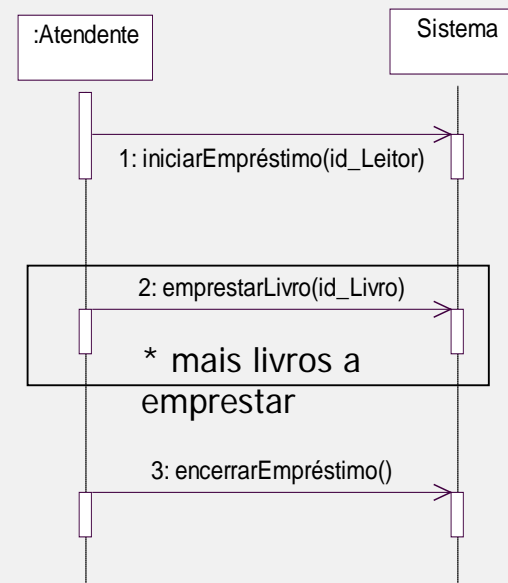 :Atendente
Sistema
1: iniciarEmpréstimo(id_Leitor)
2: emprestarLivro(id_Livro)
* mais livros a
emprestar
3: encerrarEmpréstimo()